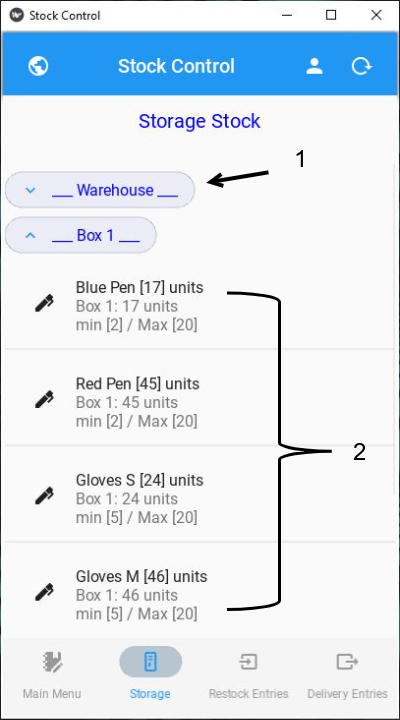 Stock Control
Stock Control
Storage Stock
1
___ Warehouse ___
___ Box 1 ___
Blue Pen [17] units
Box 1: 17 units
min [2] / Max [20]
Red Pen [45] units
Box 1: 45 units
min [2] / Max [20]
2
Gloves S [24] units
Box 1: 24 units
min [5] / Max [20]
Gloves M [46] units
Box 1: 46 units
min [5] / Max [20]
Main Menu
Storage
Restock Entries
Delivery Entries